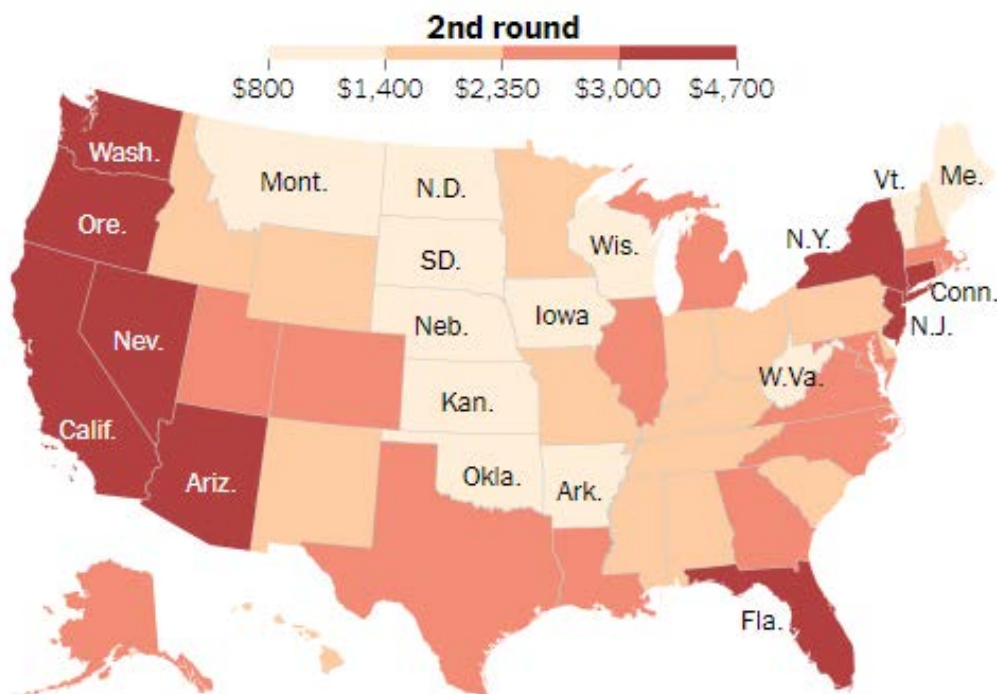 2nd round
$800 $1,400 $2,350 $3,000 $4,700
Wash.
Mont.
N.D.
Vt.
Me.
Ore.
N.Y.
Wis.
SD.
Conn.
Iowa
Neb.
N.J.
Nev.
W.Va.
Kan.
Calif.
Okla.
Ariz.
Ark.
Fla.